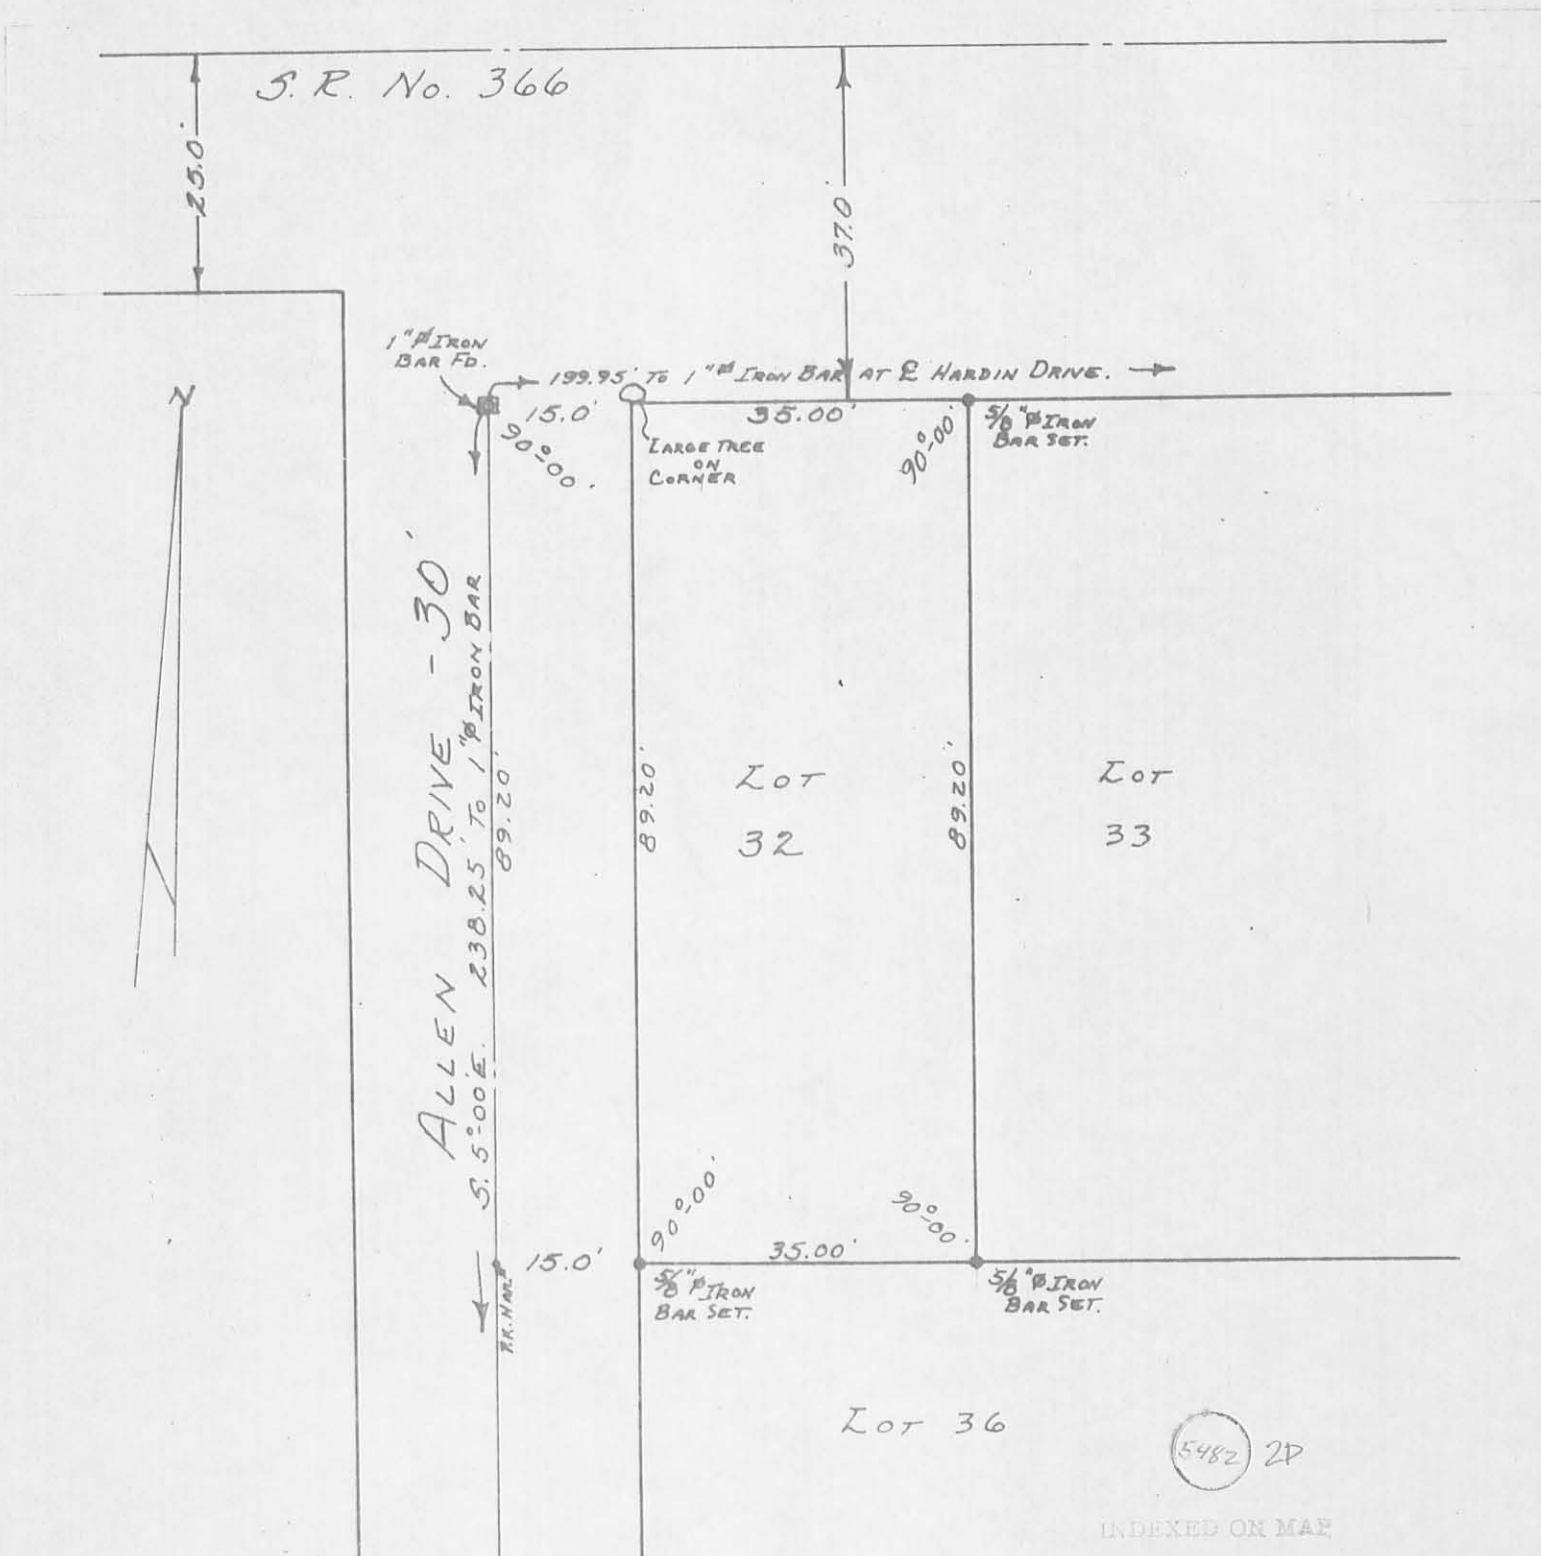 S. R. No. 366
25.0'
37.0'
1"ø IRON
BAR FD.
199.95' TO 1"ø IRON BAR AT ℄ HARDIN DRIVE.
15.0'
35.00'
90°-00'
LARGE TREE
ON
CORNER
90°-00'
5/8"ø IRON
BAR SET.
N
ALLEN DRIVE - 30'
S. 5°-00' E. 238.25' TO 1"ø IRON BAR
89.20'
89.20'
LOT
32
89.20'
LOT
33
90°-00'
90°-00'
15.0'
35.00'
P.K.
5/8"ø IRON
BAR SET.
5/8"ø IRON
BAR SET.
LOT 36
5482 2D
INDEXED ON MAP